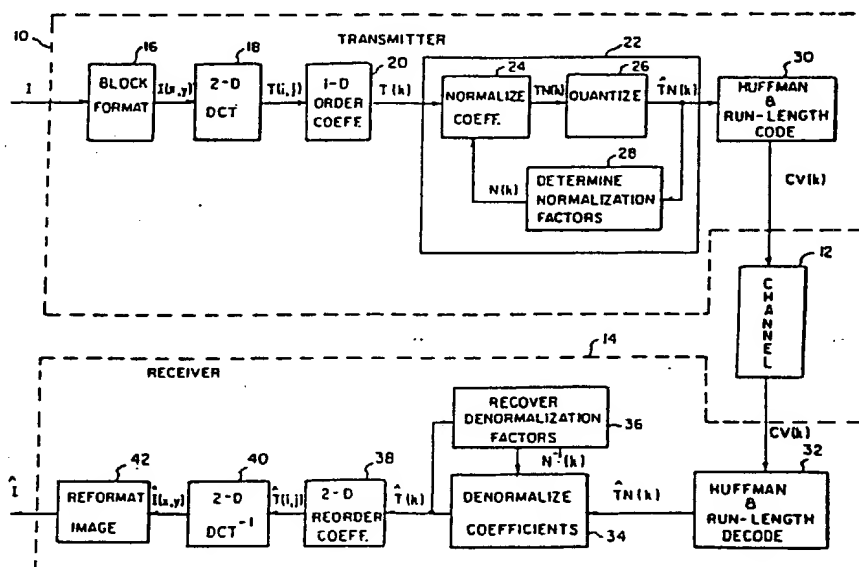 10
TRANSMITTER
I
16
BLOCK
FORMAT
I(x,y)
18
2-D
DCT
T(i,j)
20
1-D
ORDER
COEFF.
T(k)
22
24
NORMALIZE
COEFF.
TN(k)
26
QUANTIZE
T̂N(k)
28
DETERMINE
NORMALIZATION
FACTORS
N(k)
30
HUFFMAN
&
RUN-LENGTH
CODE
CV(k)
12
CHANNEL
14
RECEIVER
CV(k)
32
HUFFMAN
&
RUN-LENGTH
DECODE
T̂N(k)
RECOVER
DENORMALIZATION
FACTORS
36
N⁻¹(k)
DENORMALIZE
COEFFICIENTS
34
T̂(k)
38
2-D
REORDER
COEFF.
T̂(i,j)
40
2-D
DCT⁻¹
Î(x,y)
42
REFORMAT
IMAGE
Î